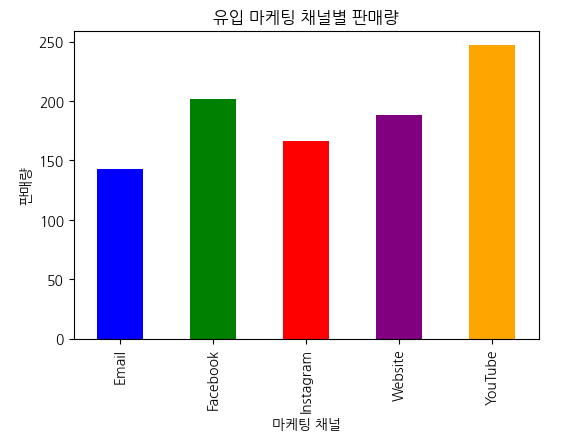 유입 마케팅 채널별 판매량
판매량
250
200
150
100
50
0
Email
Facebook
Instagram
Website
YouTube
마케팅 채널